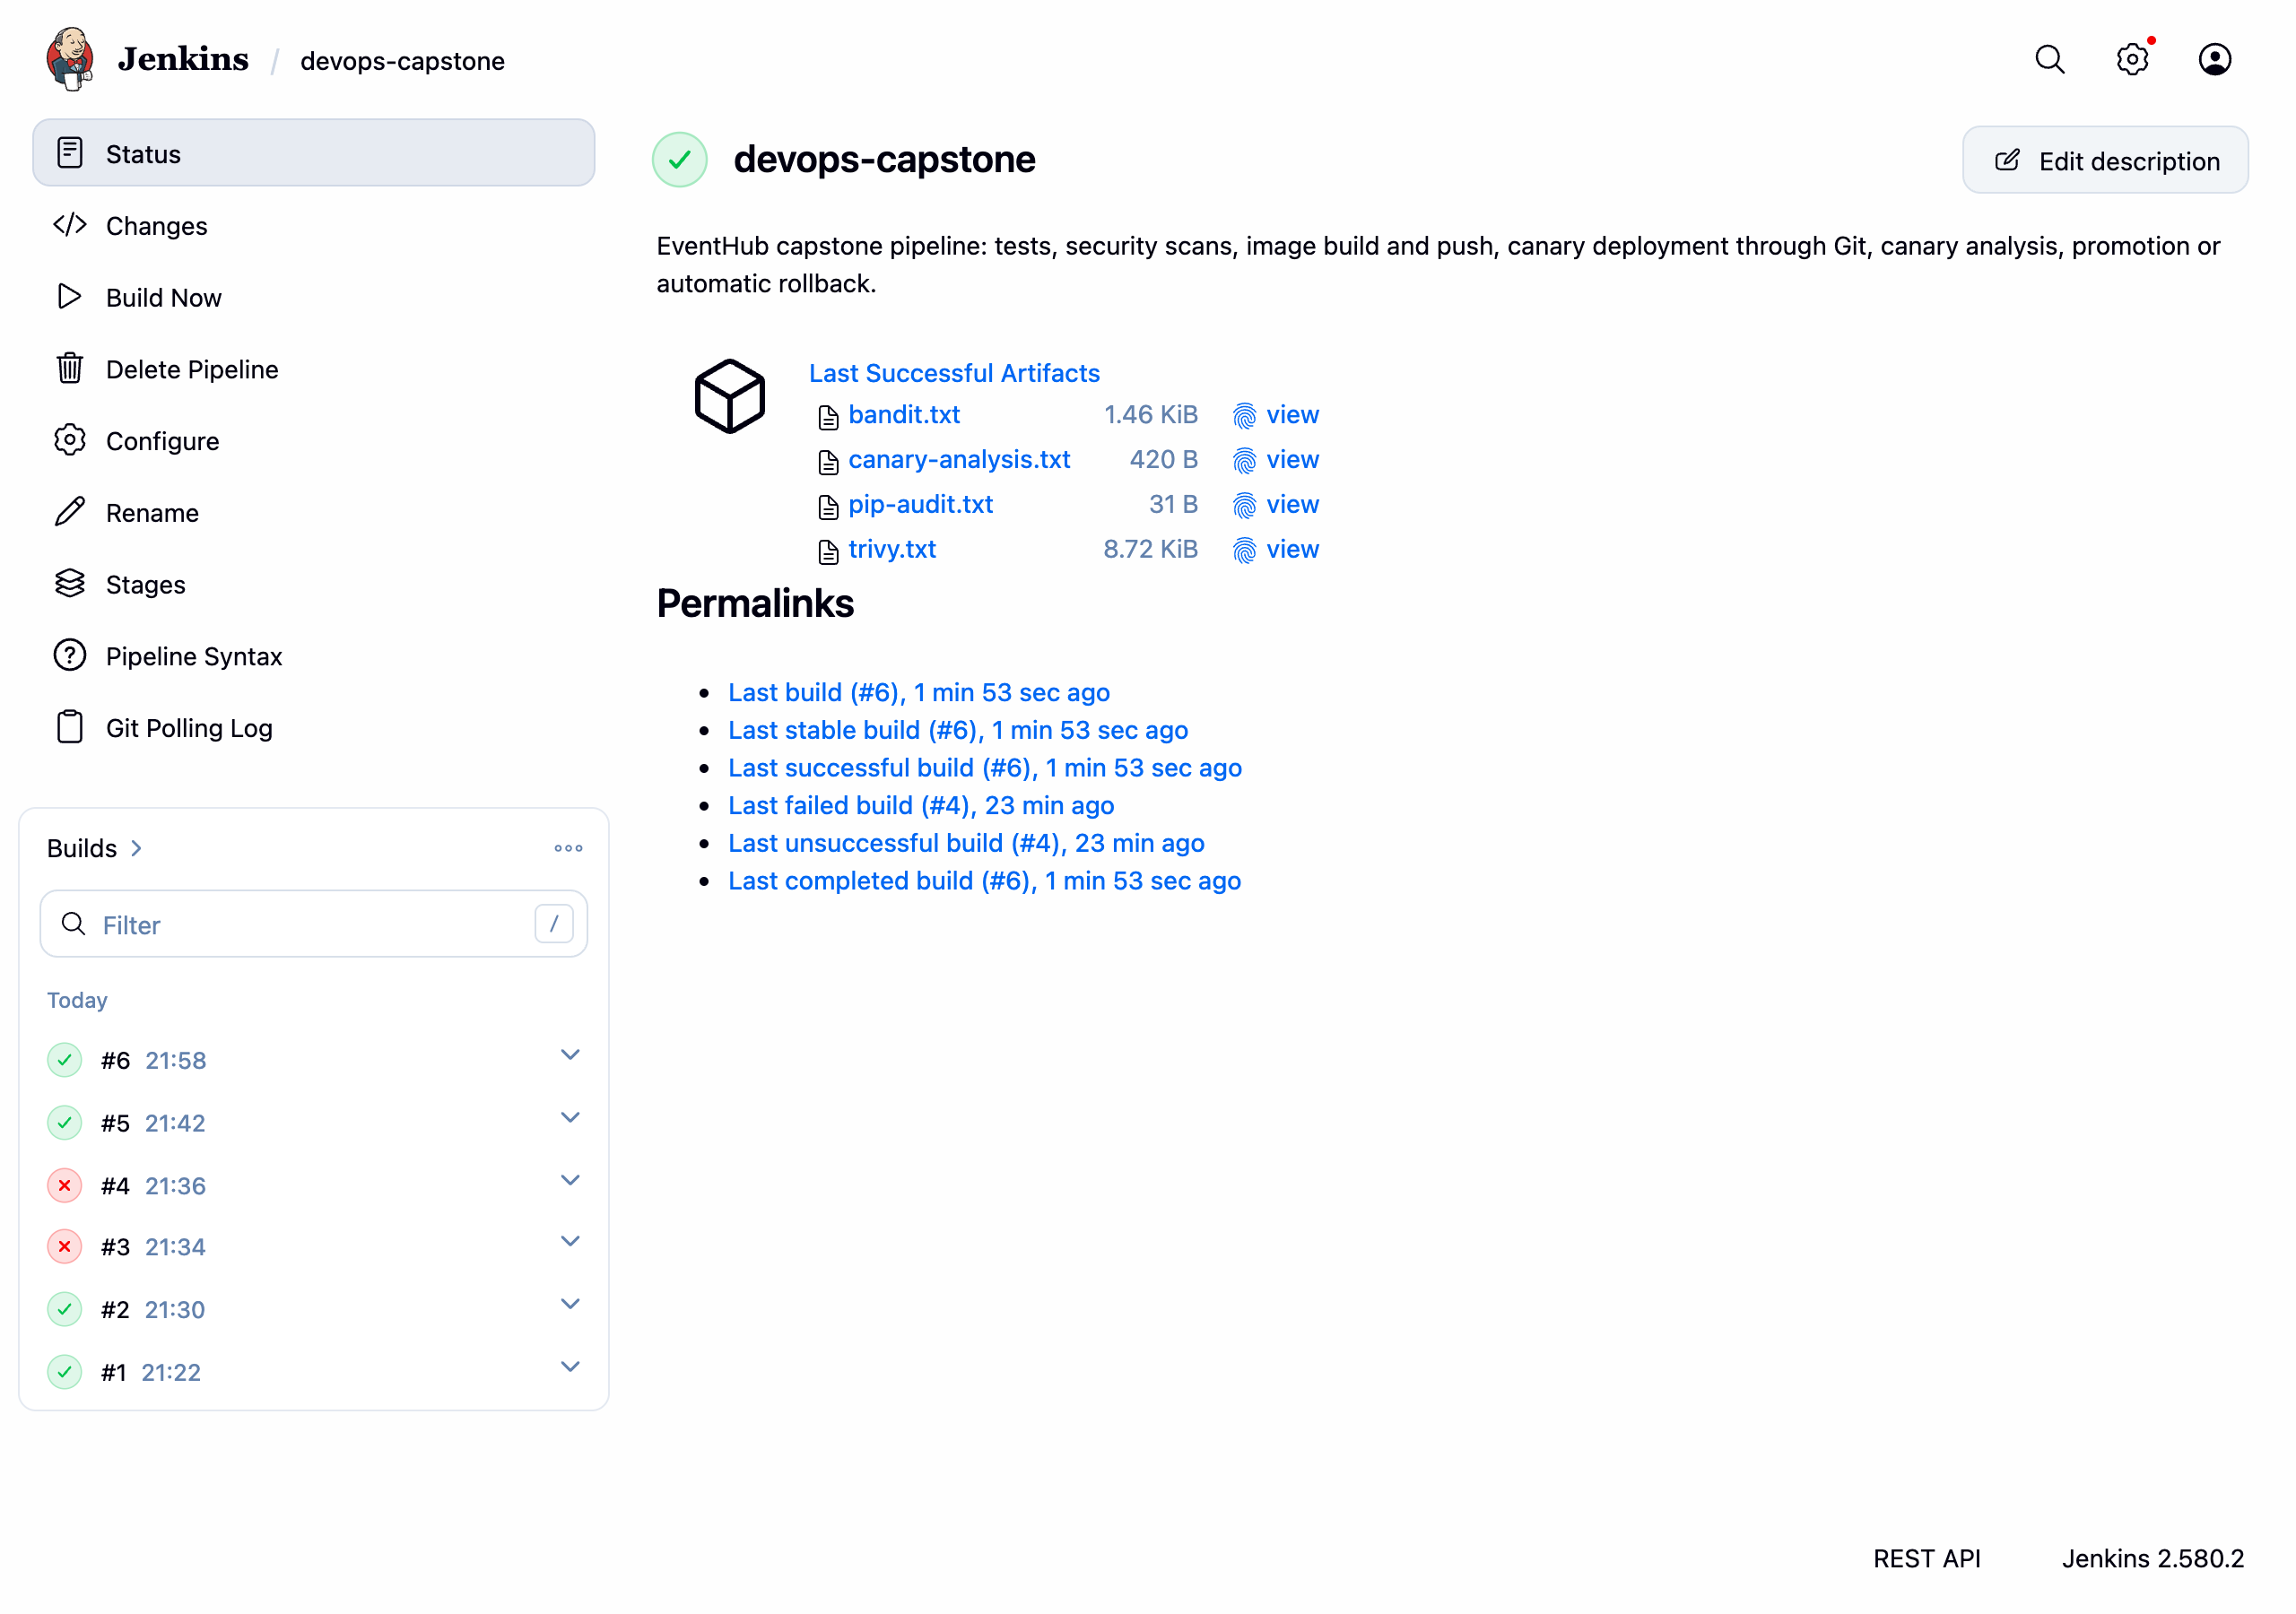 Jenkins / devops-capstone
Status
Changes
Build Now
Delete Pipeline
Configure
Rename
Stages
Pipeline Syntax
Git Polling Log
Builds
Filter /
Today
#6 21:58
#5 21:42
#4 21:36
#3 21:34
#2 21:30
#1 21:22
devops-capstone
Edit description
EventHub capstone pipeline: tests, security scans, image build and push, canary deployment through Git, canary analysis, promotion or
automatic rollback.
Last Successful Artifacts
bandit.txt 1.46 KiB view
canary-analysis.txt 420 B view
pip-audit.txt 31 B view
trivy.txt 8.72 KiB view
Permalinks
Last build (#6), 1 min 53 sec ago
Last stable build (#6), 1 min 53 sec ago
Last successful build (#6), 1 min 53 sec ago
Last failed build (#4), 23 min ago
Last unsuccessful build (#4), 23 min ago
Last completed build (#6), 1 min 53 sec ago
REST API Jenkins 2.580.2